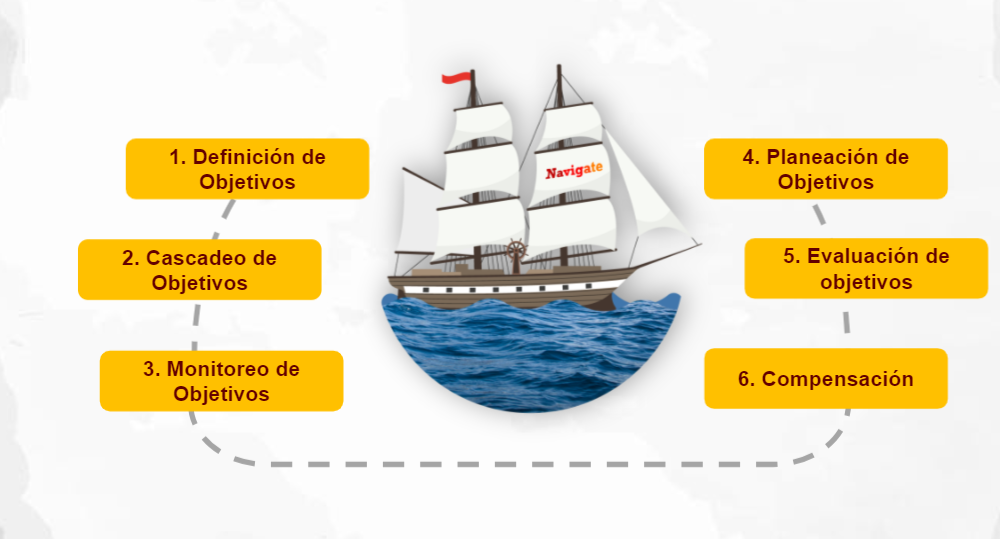 1. Definición de
Objetivos
2. Cascadeo de
Objetivos
3. Monitoreo de
Objetivos
Navigate
4. Planeación de
Objetivos
5. Evaluación de
objetivos
6. Compensación